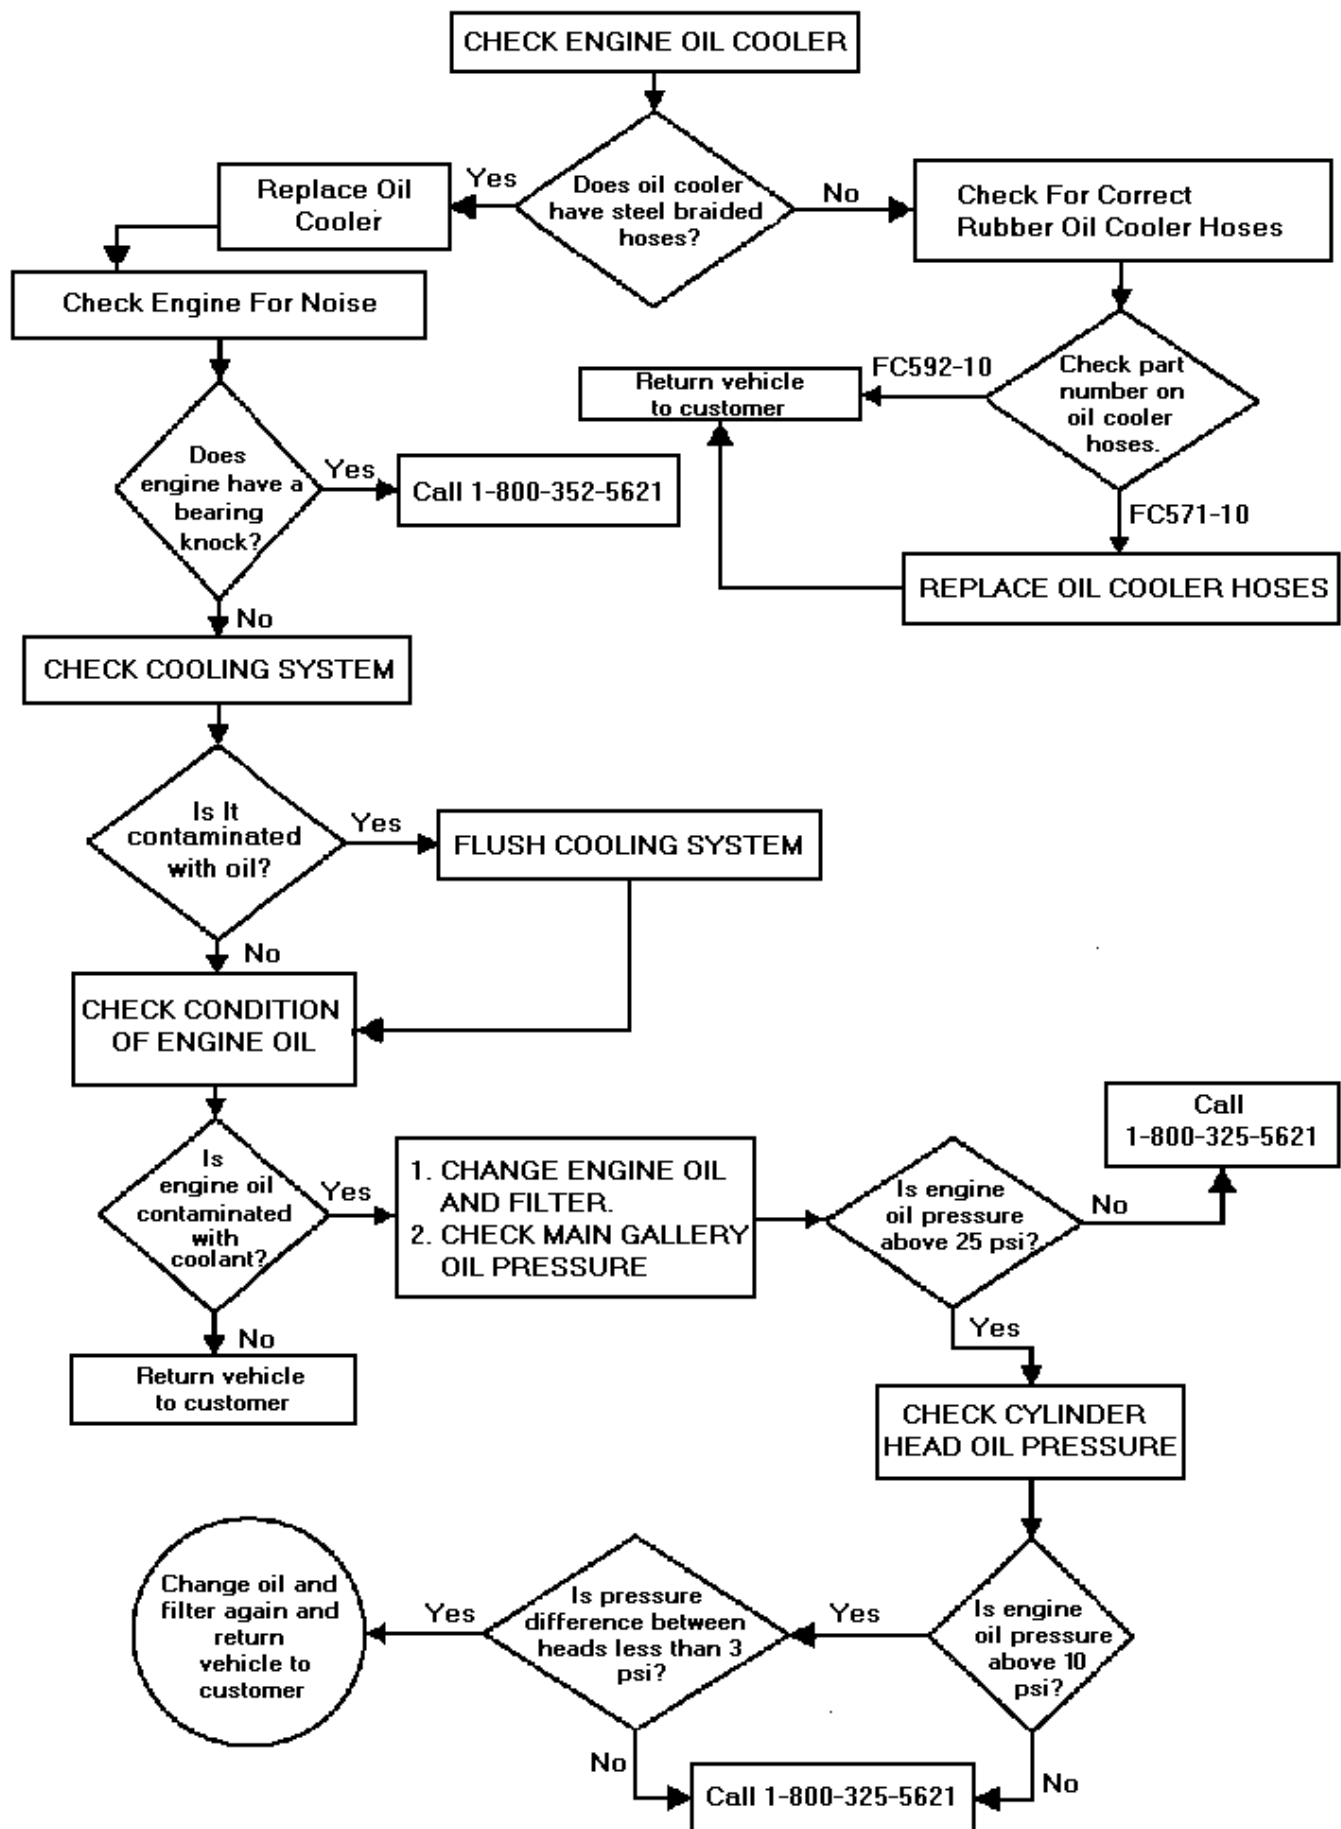 CHECK ENGINE OIL COOLER
Does oil cooler
have steel braided
hoses?
Yes
No
Replace Oil
Cooler
Check For Correct
Rubber Oil Cooler Hoses
Check Engine For Noise
Check part
number on
oil cooler
hoses.
FC592-10
Return vehicle
to customer
FC571-10
REPLACE OIL COOLER HOSES
Does
engine have a
bearing
knock?
Yes
Call 1-800-352-5621
No
CHECK COOLING SYSTEM
Is It
contaminated
with oil?
Yes
FLUSH COOLING SYSTEM
No
CHECK CONDITION
OF ENGINE OIL
Is
engine oil
contaminated
with
coolant?
Yes
1. CHANGE ENGINE OIL
AND FILTER.
2. CHECK MAIN GALLERY
OIL PRESSURE
No
Return vehicle
to customer
Is engine
oil pressure
above 25 psi?
No
Call
1-800-325-5621
Yes
CHECK CYLINDER
HEAD OIL PRESSURE
Is engine
oil pressure
above 10
psi?
Yes
Is pressure
difference between
heads less than 3
psi?
Yes
Change oil and
filter again and
return
vehicle to
customer
No
No
Call 1-800-325-5621